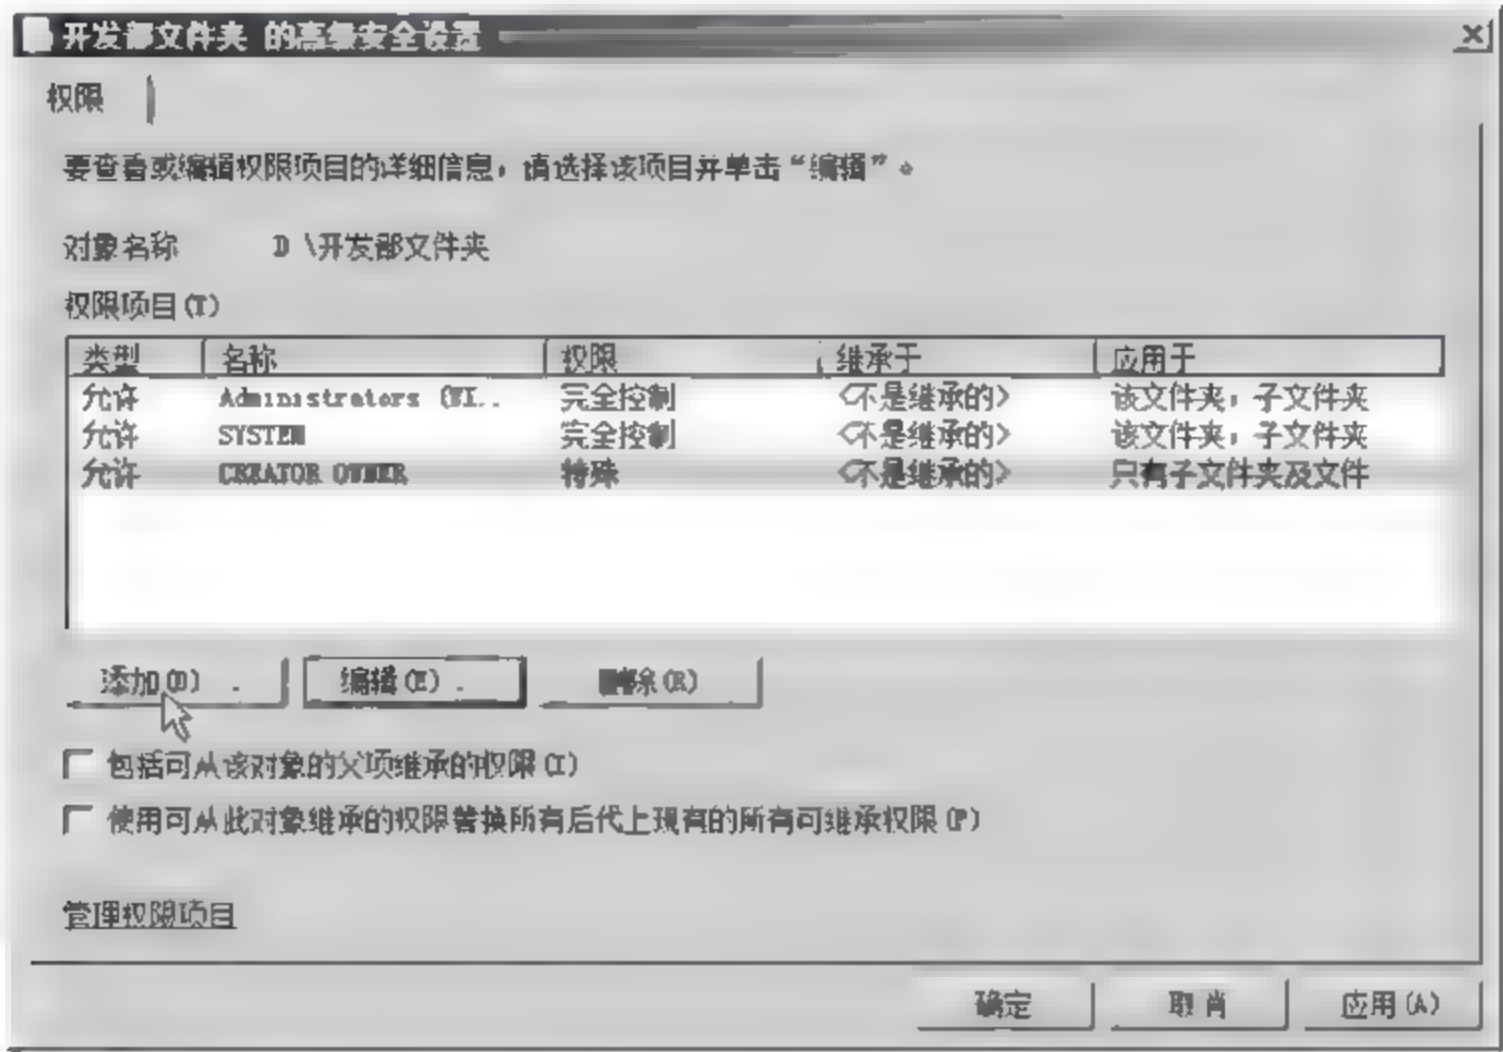 开发部文件夹 的高级安全设置
权限
要查看或编辑权限项目的详细信息，请选择该项目并单击“编辑”。
对象名称 D \开发部文件夹
权限项目(T)
类型 名称 权限 继承于 应用于
允许 Administrators (WI.. 完全控制 <不是继承的> 该文件夹，子文件夹
允许 SYSTEM 完全控制 <不是继承的> 该文件夹，子文件夹
允许 CREATOR OWNER 特殊 <不是继承的> 只有子文件夹及文件
添加(D) . 编辑(E) . 删除(R)
包括可从该对象的父项继承的权限(I)
使用可从此对象继承的权限替换所有后代上现有的所有可继承权限(P)
管理权限项目
确定 取消 应用(A)